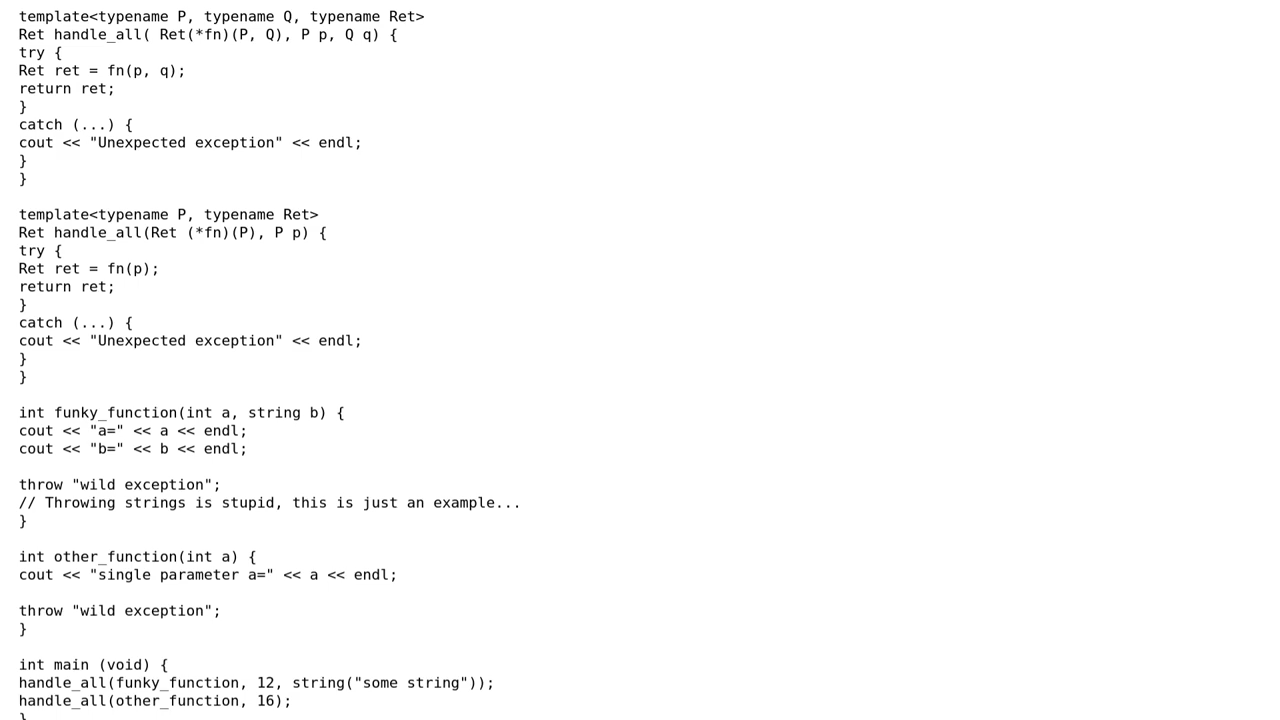 template<typename P, typename Q, typename Ret>
Ret handle_all( Ret(*fn)(P, Q), P p, Q q) {
try {
Ret ret = fn(p, q);
return ret;
}
catch (...) {
cout << "Unexpected exception" << endl;
}
}

template<typename P, typename Ret>
Ret handle_all(Ret (*fn)(P), P p) {
try {
Ret ret = fn(p);
return ret;
}
catch (...) {
cout << "Unexpected exception" << endl;
}
}

int funky_function(int a, string b) {
cout << "a=" << a << endl;
cout << "b=" << b << endl;

throw "wild exception";
// Throwing strings is stupid, this is just an example...
}

int other_function(int a) {
cout << "single parameter a=" << a << endl;

throw "wild exception";
}

int main (void) {
handle_all(funky_function, 12, string("some string"));
handle_all(other_function, 16);
}